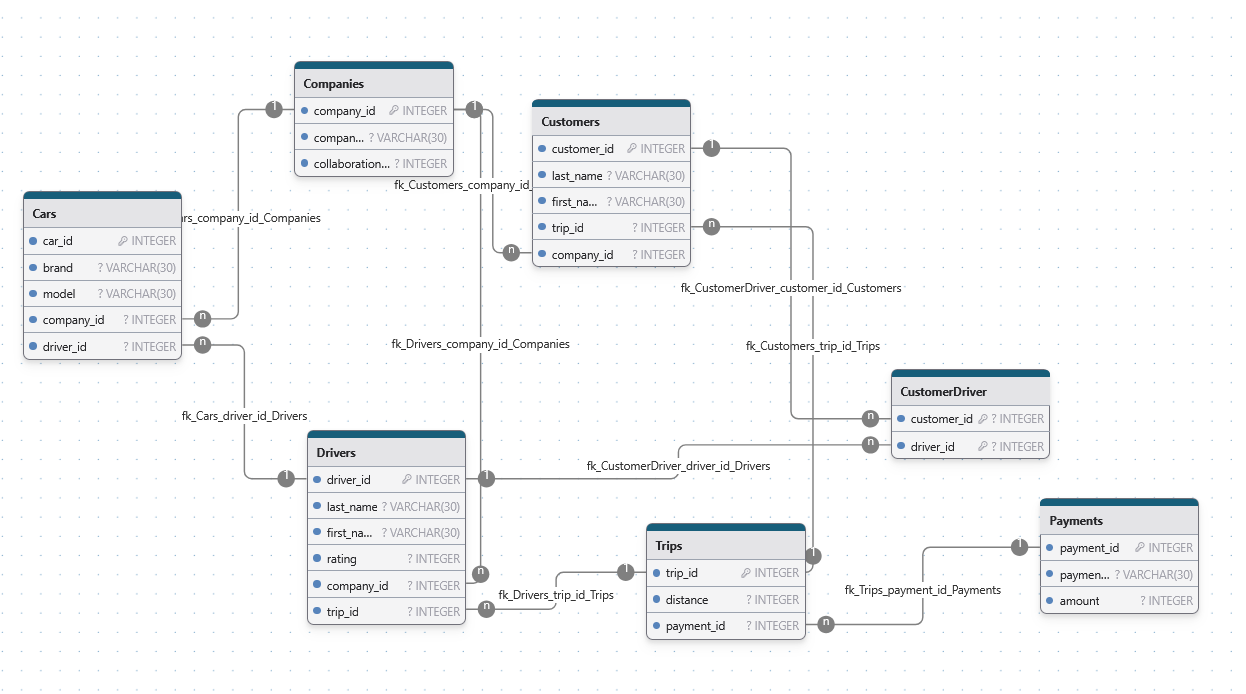 Companies
company_id INTEGER
compan... ? VARCHAR(30)
collaboration... ? INTEGER
Customers
customer_id INTEGER
last_name ? VARCHAR(30)
first_na... ? VARCHAR(30)
trip_id ? INTEGER
company_id ? INTEGER
Cars
car_id INTEGER
brand ? VARCHAR(30)
model ? VARCHAR(30)
company_id ? INTEGER
driver_id ? INTEGER
Drivers
driver_id INTEGER
last_name ? VARCHAR(30)
first_na... ? VARCHAR(30)
rating ? INTEGER
company_id ? INTEGER
trip_id ? INTEGER
CustomerDriver
customer_id ? INTEGER
driver_id ? INTEGER
Trips
trip_id INTEGER
distance ? INTEGER
payment_id ? INTEGER
Payments
payment_id INTEGER
paymen... ? VARCHAR(30)
amount ? INTEGER
fk_Customers_company_id_
rs_company_id_Companies
fk_CustomerDriver_customer_id_Customers
fk_Drivers_company_id_Companies
fk_Customers_trip_id_Trips
fk_Cars_driver_id_Drivers
fk_CustomerDriver_driver_id_Drivers
fk_Drivers_trip_id_Trips
fk_Trips_payment_id_Payments
1
1
1
n
n
n
n
1
n
n
1
n
n
1
1
1
n
n